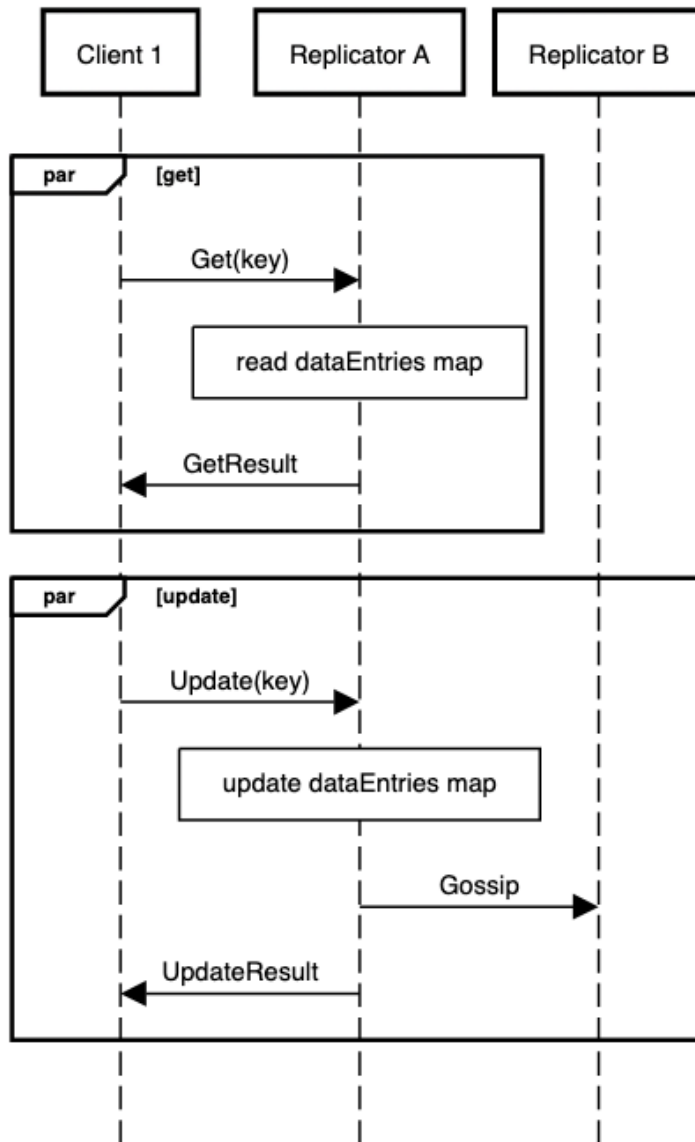 Client 1
Replicator A
Replicator B
par
[get]
Get(key)
read dataEntries map
GetResult
par
[update]
Update(key)
update dataEntries map
Gossip
UpdateResult